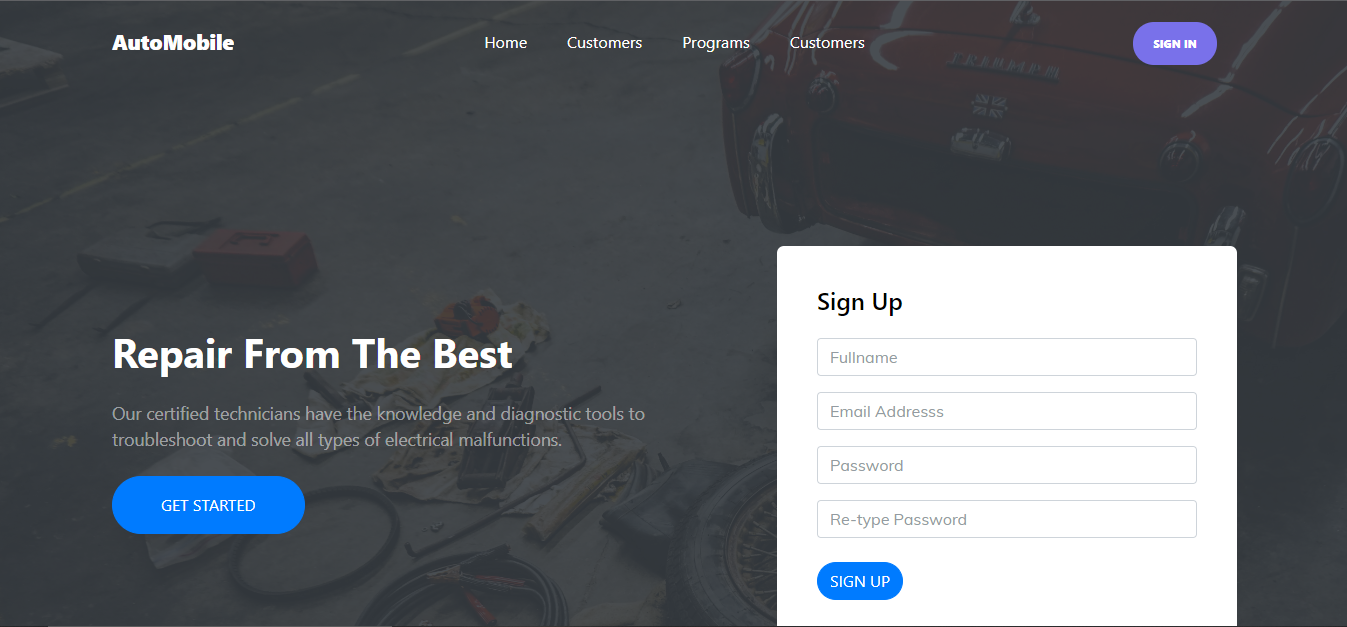 AutoMobile
Home
Customers
Programs
Customers
SIGN IN
TRIUMPH
Repair From The Best
Our certified technicians have the knowledge and diagnostic tools to
troubleshoot and solve all types of electrical malfunctions.
GET STARTED
Sign Up
Fullname
Email Addresss
Password
Re-type Password
SIGN UP